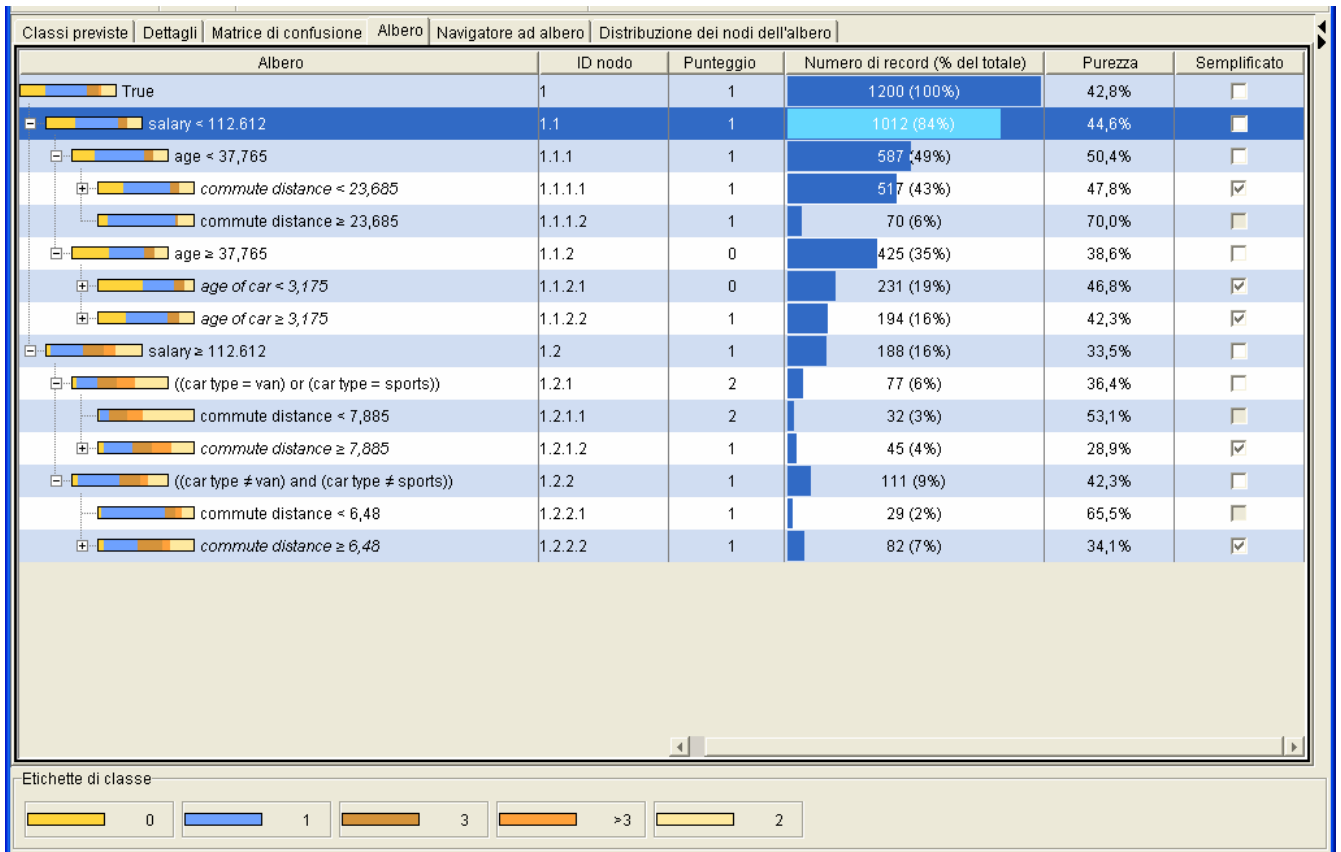 Classi previste Dettagli Matrice di confusione Albero Navigatore ad albero Distribuzione dei nodi dell'albero
Albero ID nodo Punteggio Numero di record (% del totale) Purezza Semplificato
True 1 1 1200 (100%) 42,8%
salary < 112.612 1.1 1 1012 (84%) 44,6%
age < 37,765 1.1.1 1 587 (49%) 50,4%
commute distance < 23,685 1.1.1.1 1 517 (43%) 47,8%
commute distance ≥ 23,685 1.1.1.2 1 70 (6%) 70,0%
age ≥ 37,765 1.1.2 0 425 (35%) 38,6%
age of car < 3,175 1.1.2.1 0 231 (19%) 46,8%
age of car ≥ 3,175 1.1.2.2 1 194 (16%) 42,3%
salary ≥ 112.612 1.2 1 188 (16%) 33,5%
((car type = van) or (car type = sports)) 1.2.1 2 77 (6%) 36,4%
commute distance < 7,885 1.2.1.1 2 32 (3%) 53,1%
commute distance ≥ 7,885 1.2.1.2 1 45 (4%) 28,9%
((car type ≠ van) and (car type ≠ sports)) 1.2.2 1 111 (9%) 42,3%
commute distance < 6,48 1.2.2.1 1 29 (2%) 65,5%
commute distance ≥ 6,48 1.2.2.2 1 82 (7%) 34,1%
Etichette di classe
0 1 3 >3 2